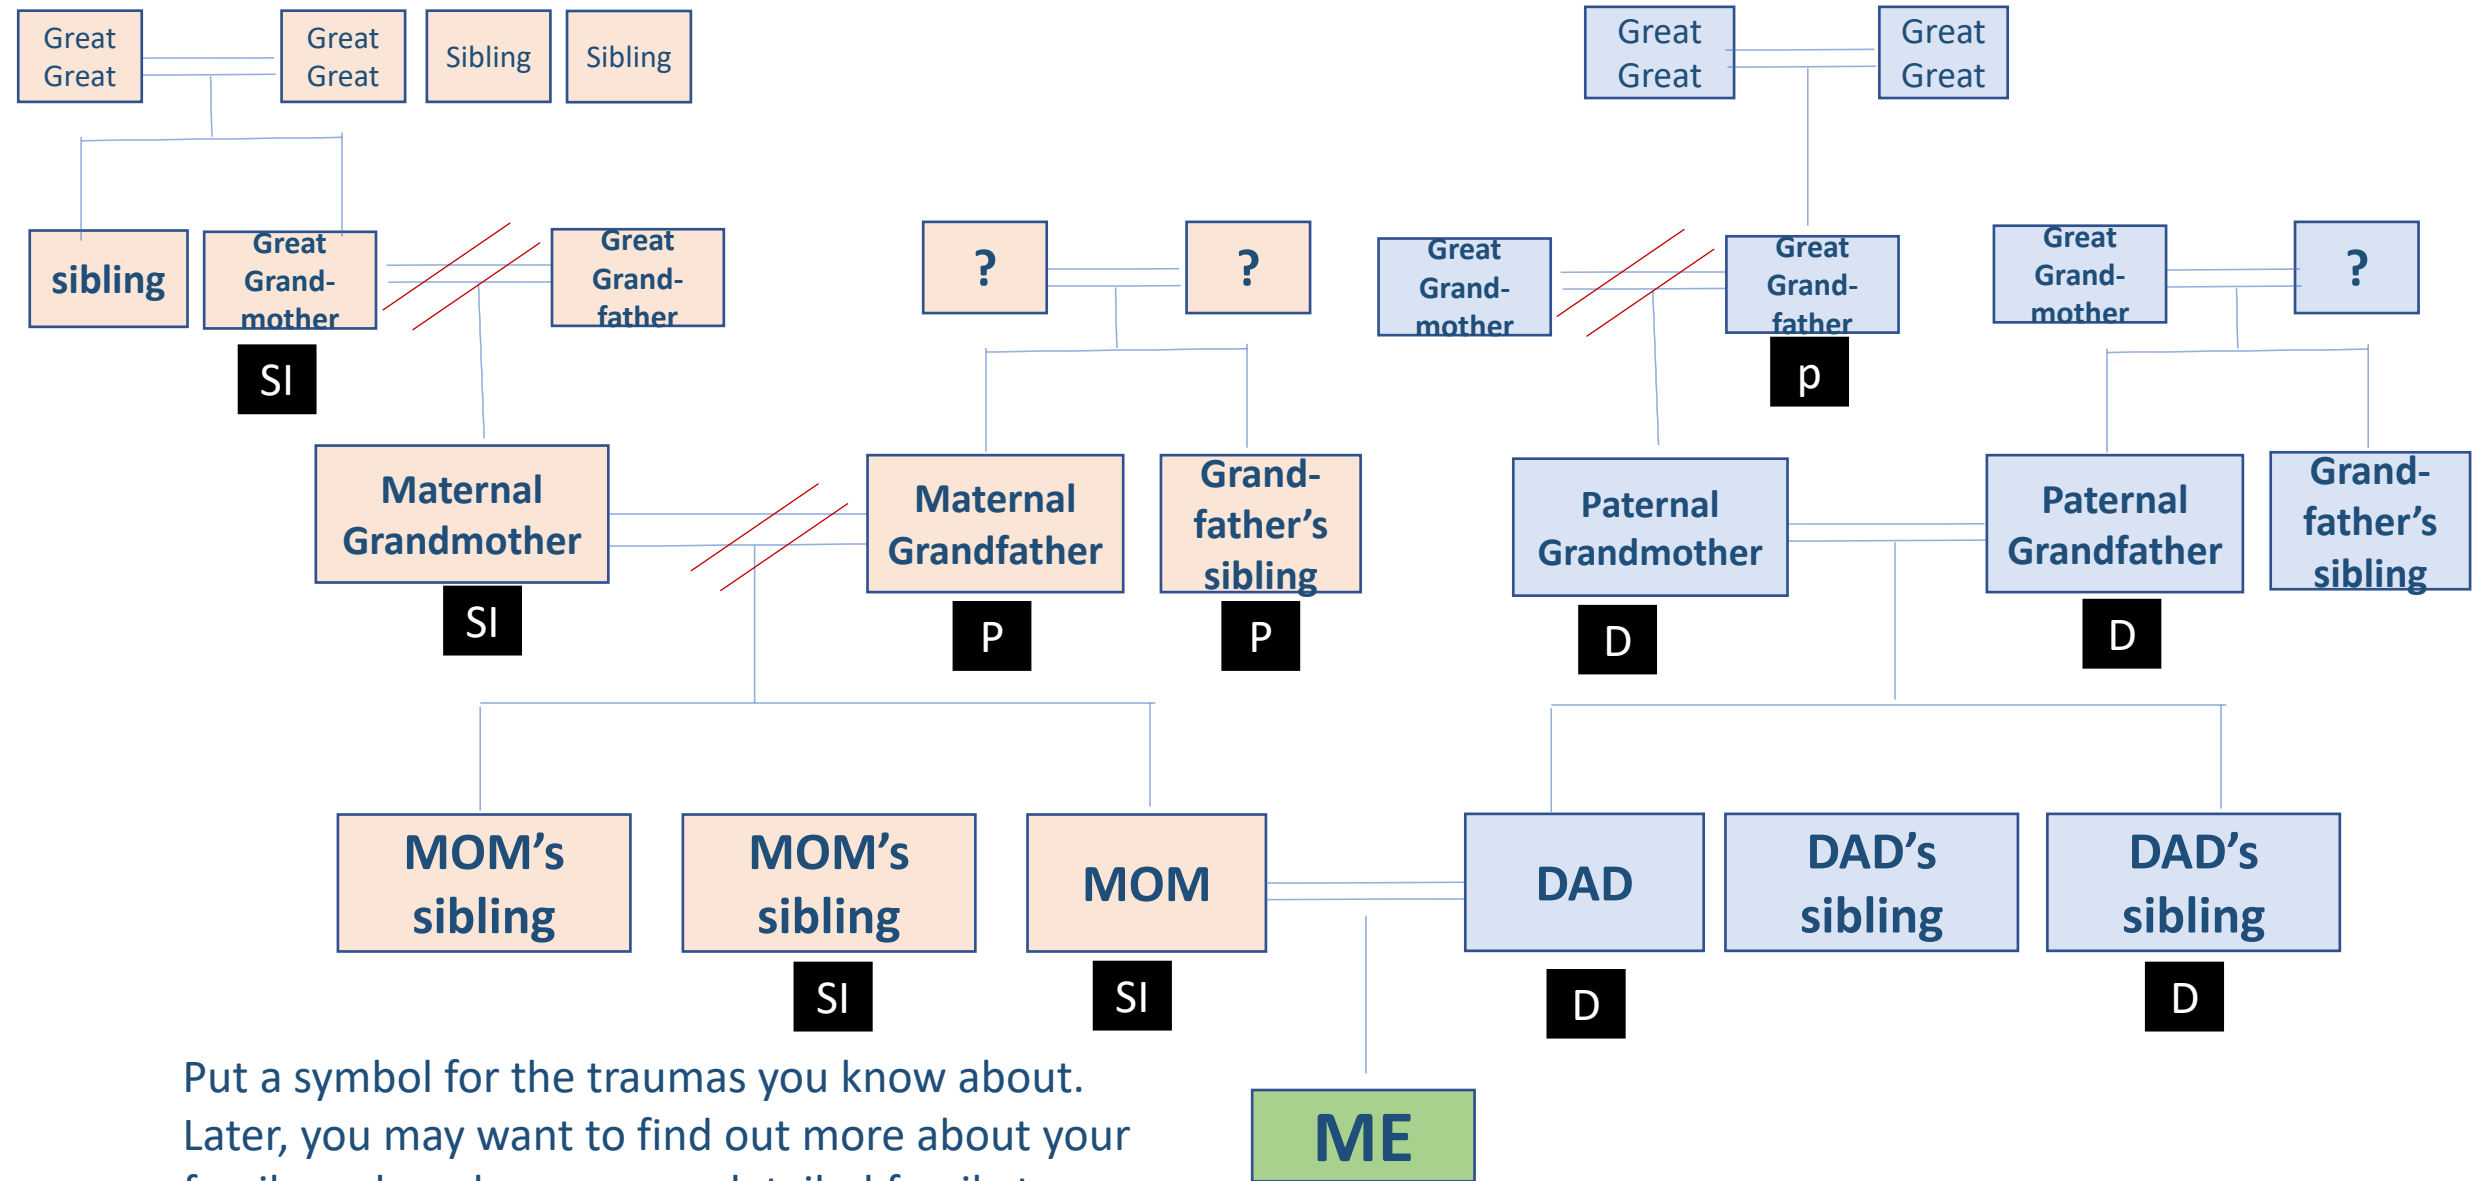 Great
Great
Great
Great
Sibling
Sibling
Great
Great
Great
Great
sibling
Great
Grand-
mother
Great
Grand-
father
?
?
Great
Grand-
mother
Great
Grand-
father
Great
Grand-
mother
?
SI
p
Maternal
Grandmother
Maternal
Grandfather
Grand-
father's
sibling
Paternal
Grandmother
Paternal
Grandfather
Grand-
father's
sibling
SI
P
P
D
D
MOM's
sibling
MOM's
sibling
MOM
DAD
DAD's
sibling
DAD's
sibling
SI
SI
D
D
Put a symbol for the traumas you know about.
Later, you may want to find out more about your
ME